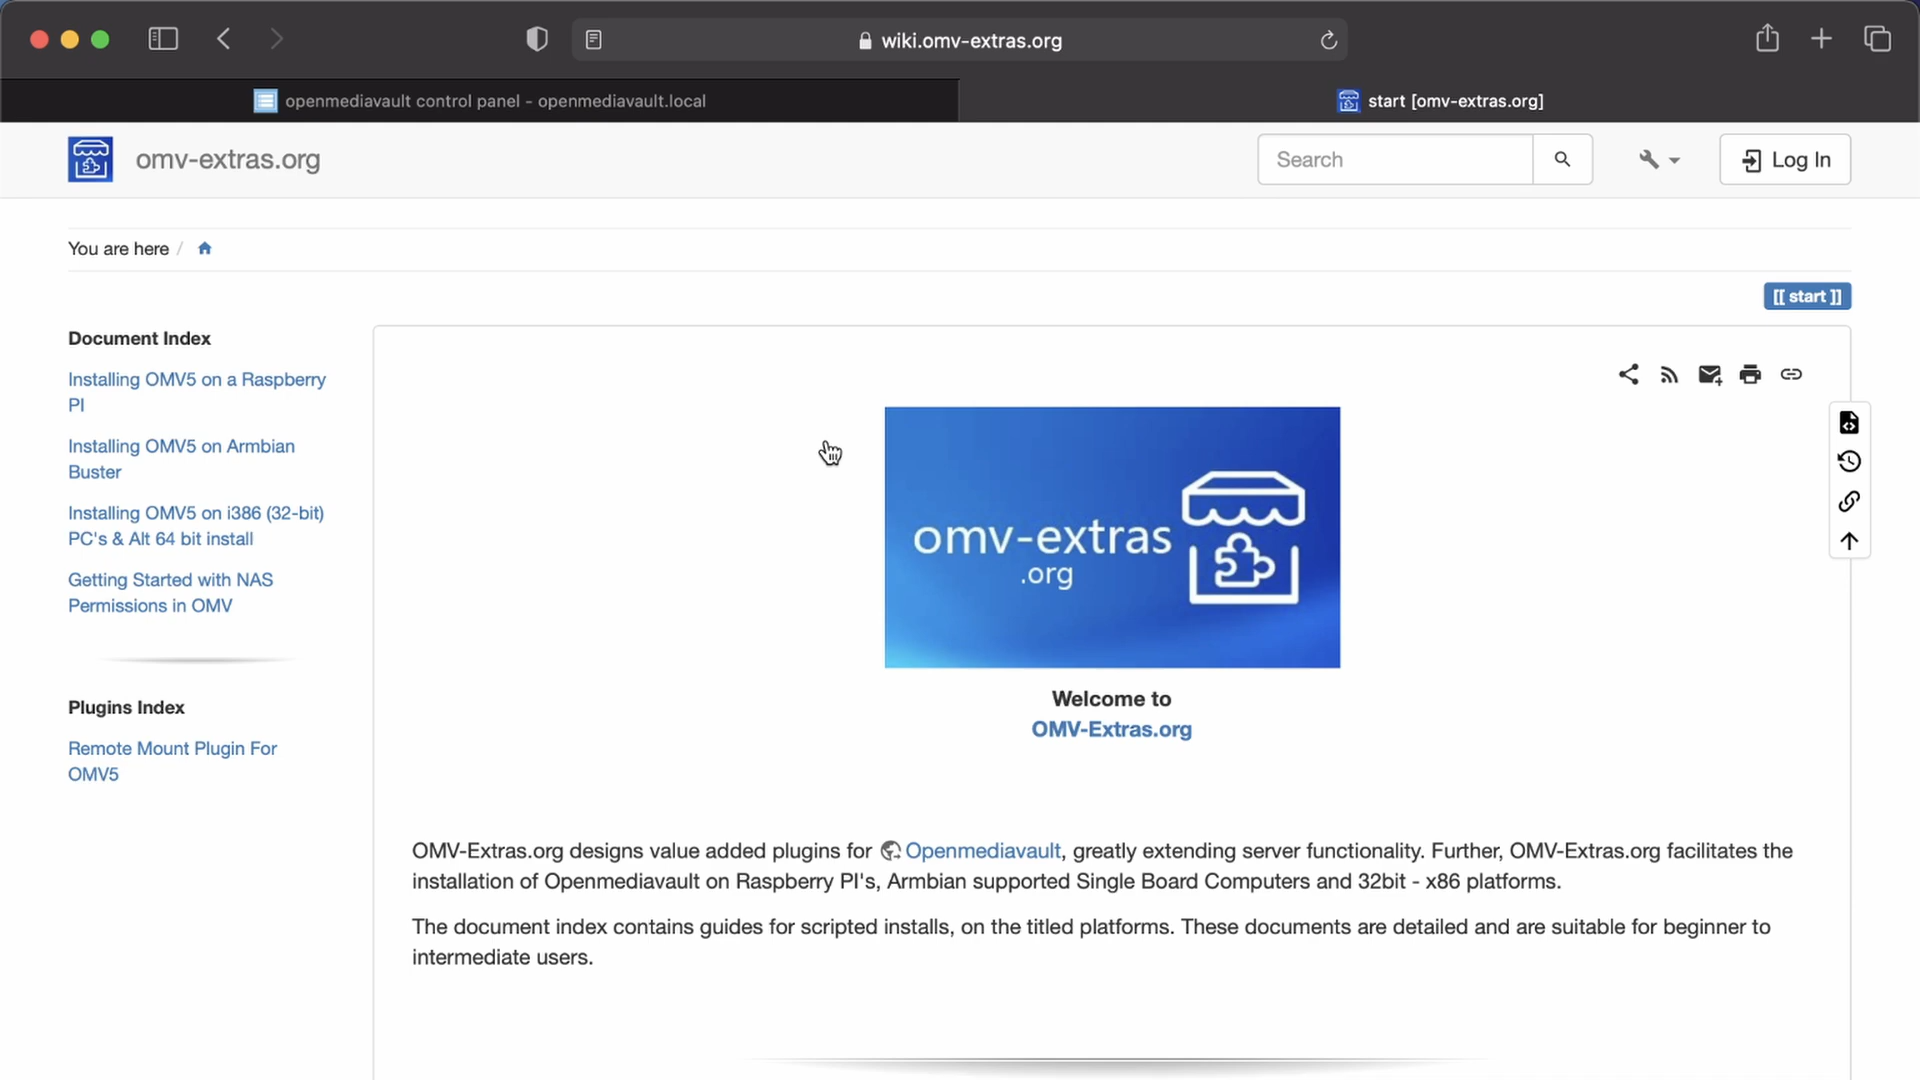 wiki.omv-extras.org
openmediavault control panel - openmediavault.local
start [omv-extras.org]
omv-extras.org
Search
Log In
You are here /
[[ start ]]
Document Index
Installing OMV5 on a Raspberry
PI
Installing OMV5 on Armbian
Buster
Installing OMV5 on i386 (32-bit)
PC's & Alt 64 bit install
Getting Started with NAS
Permissions in OMV
Plugins Index
Remote Mount Plugin For
OMV5
omv-extras
.org
Welcome to
OMV-Extras.org
OMV-Extras.org designs value added plugins for Openmediavault, greatly extending server functionality. Further, OMV-Extras.org facilitates the
installation of Openmediavault on Raspberry PI's, Armbian supported Single Board Computers and 32bit - x86 platforms.
The document index contains guides for scripted installs, on the titled platforms. These documents are detailed and are suitable for beginner to
intermediate users.